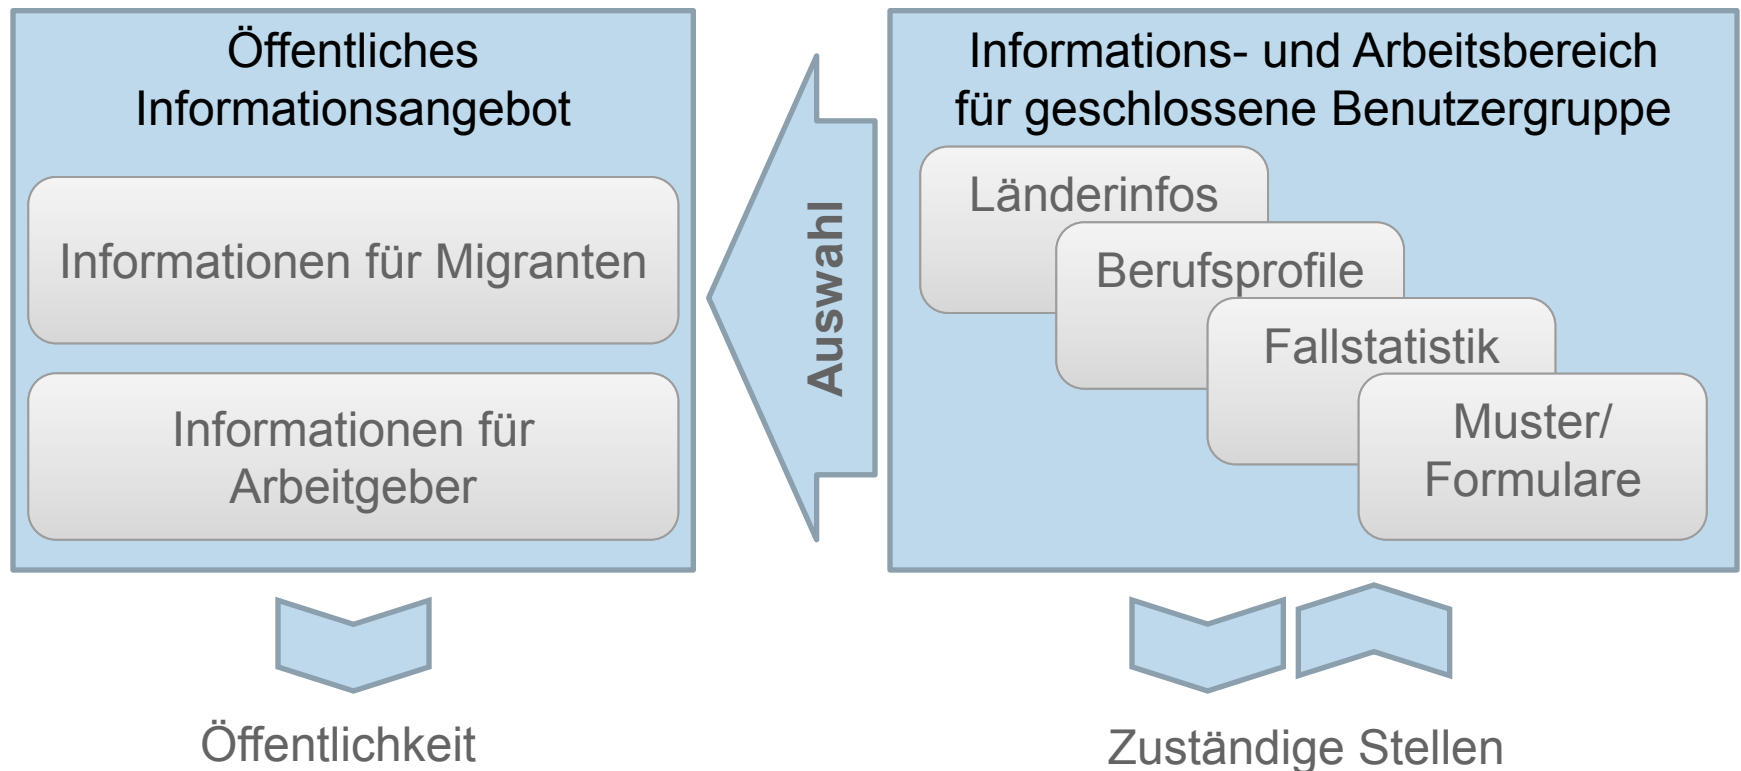 Öffentliches
Informationsangebot
Informationen für Migranten
Informationen für
Arbeitgeber
Öffentlichkeit
Auswahl
Informations- und Arbeitsbereich
für geschlossene Benutzergruppe
Länderinfos
Berufsprofile
Fallstatistik
Muster/
Formulare
Zuständige Stellen